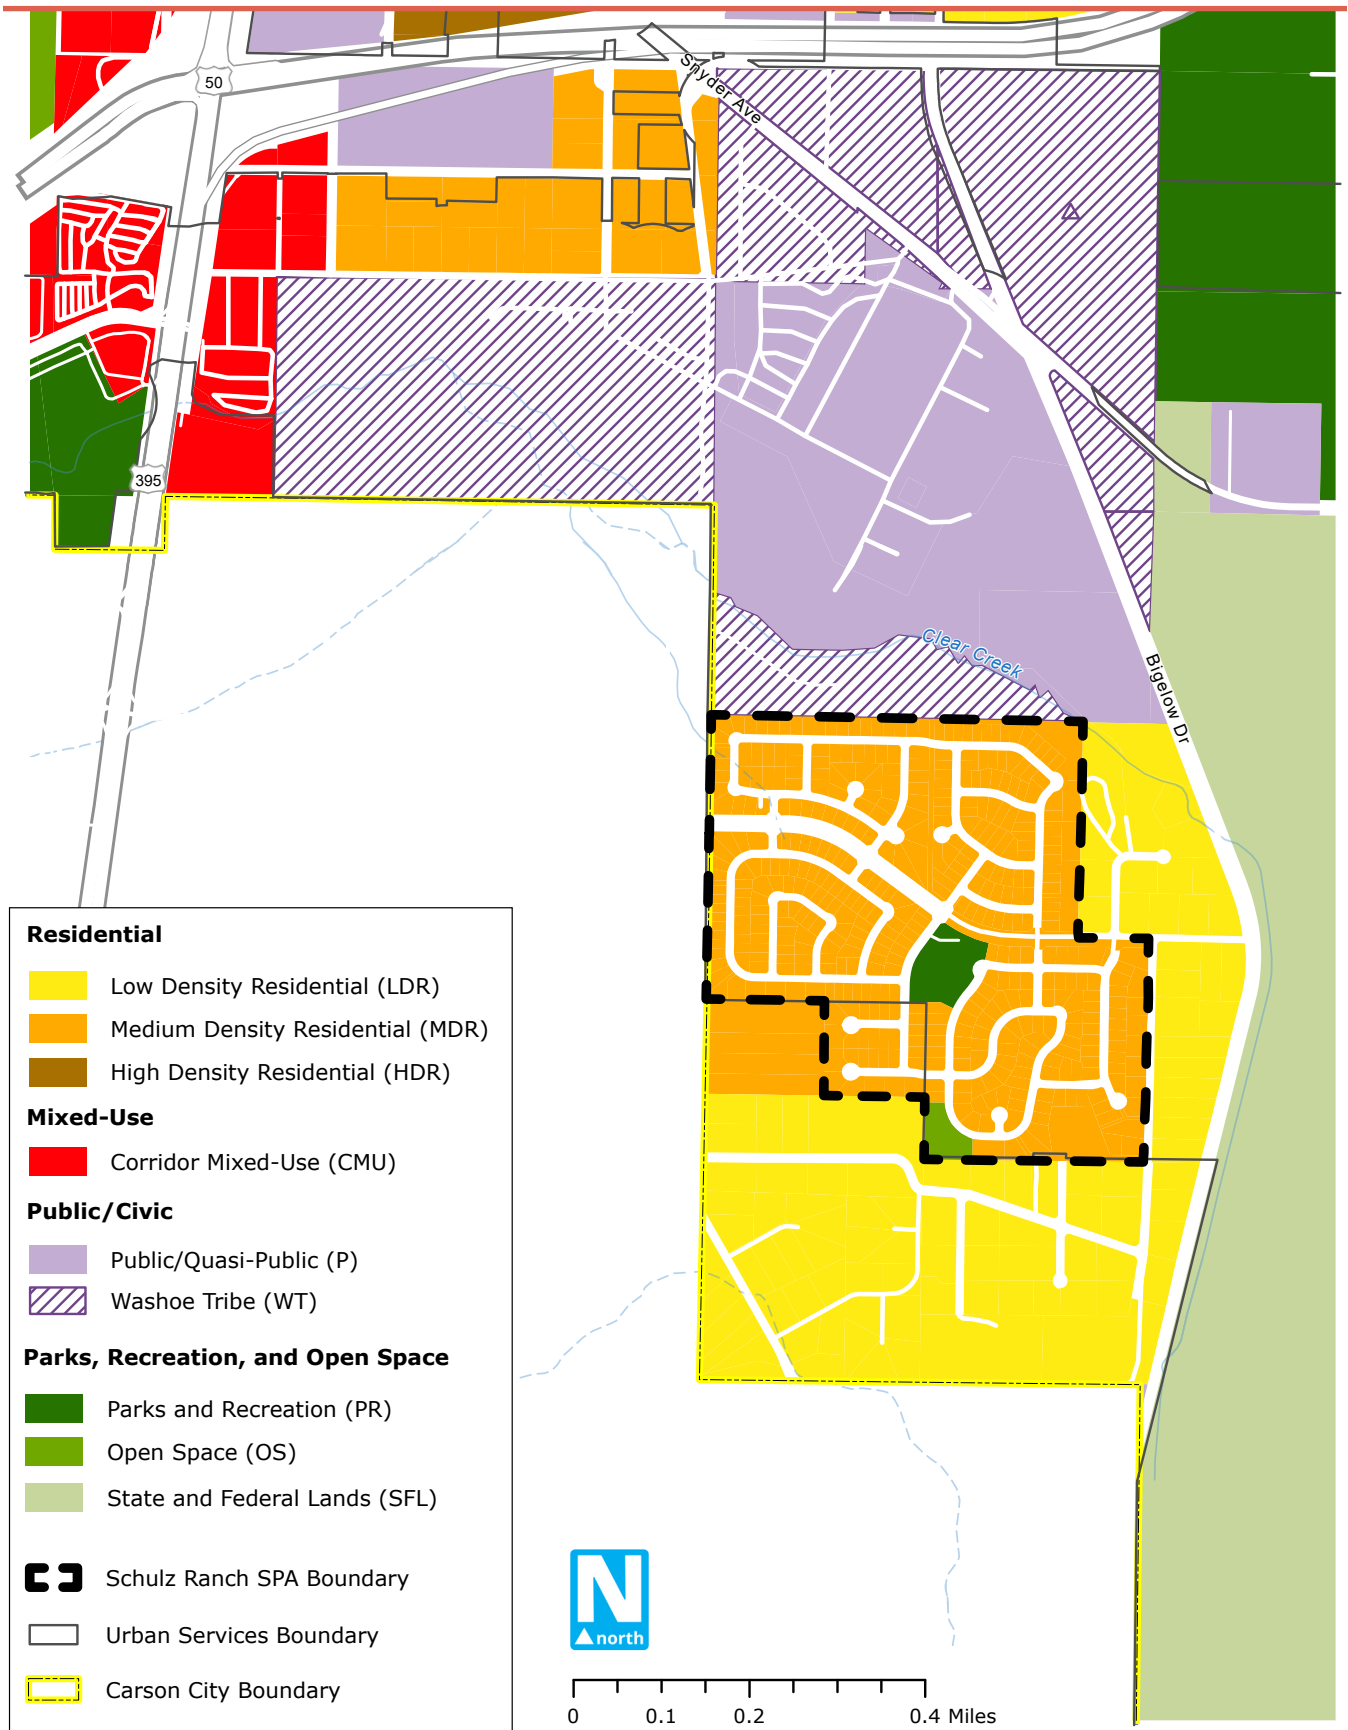 50
Snyder Ave
395
Clear Creek
Bigelow Dr
Residential
Low Density Residential (LDR)
Medium Density Residential (MDR)
High Density Residential (HDR)
Mixed-Use
Corridor Mixed-Use (CMU)
Public/Civic
Public/Quasi-Public (P)
Washoe Tribe (WT)
Parks, Recreation, and Open Space
Parks and Recreation (PR)
Open Space (OS)
State and Federal Lands (SFL)
Schulz Ranch SPA Boundary
Urban Services Boundary
Carson City Boundary
N
north
0 0.1 0.2 0.4 Miles